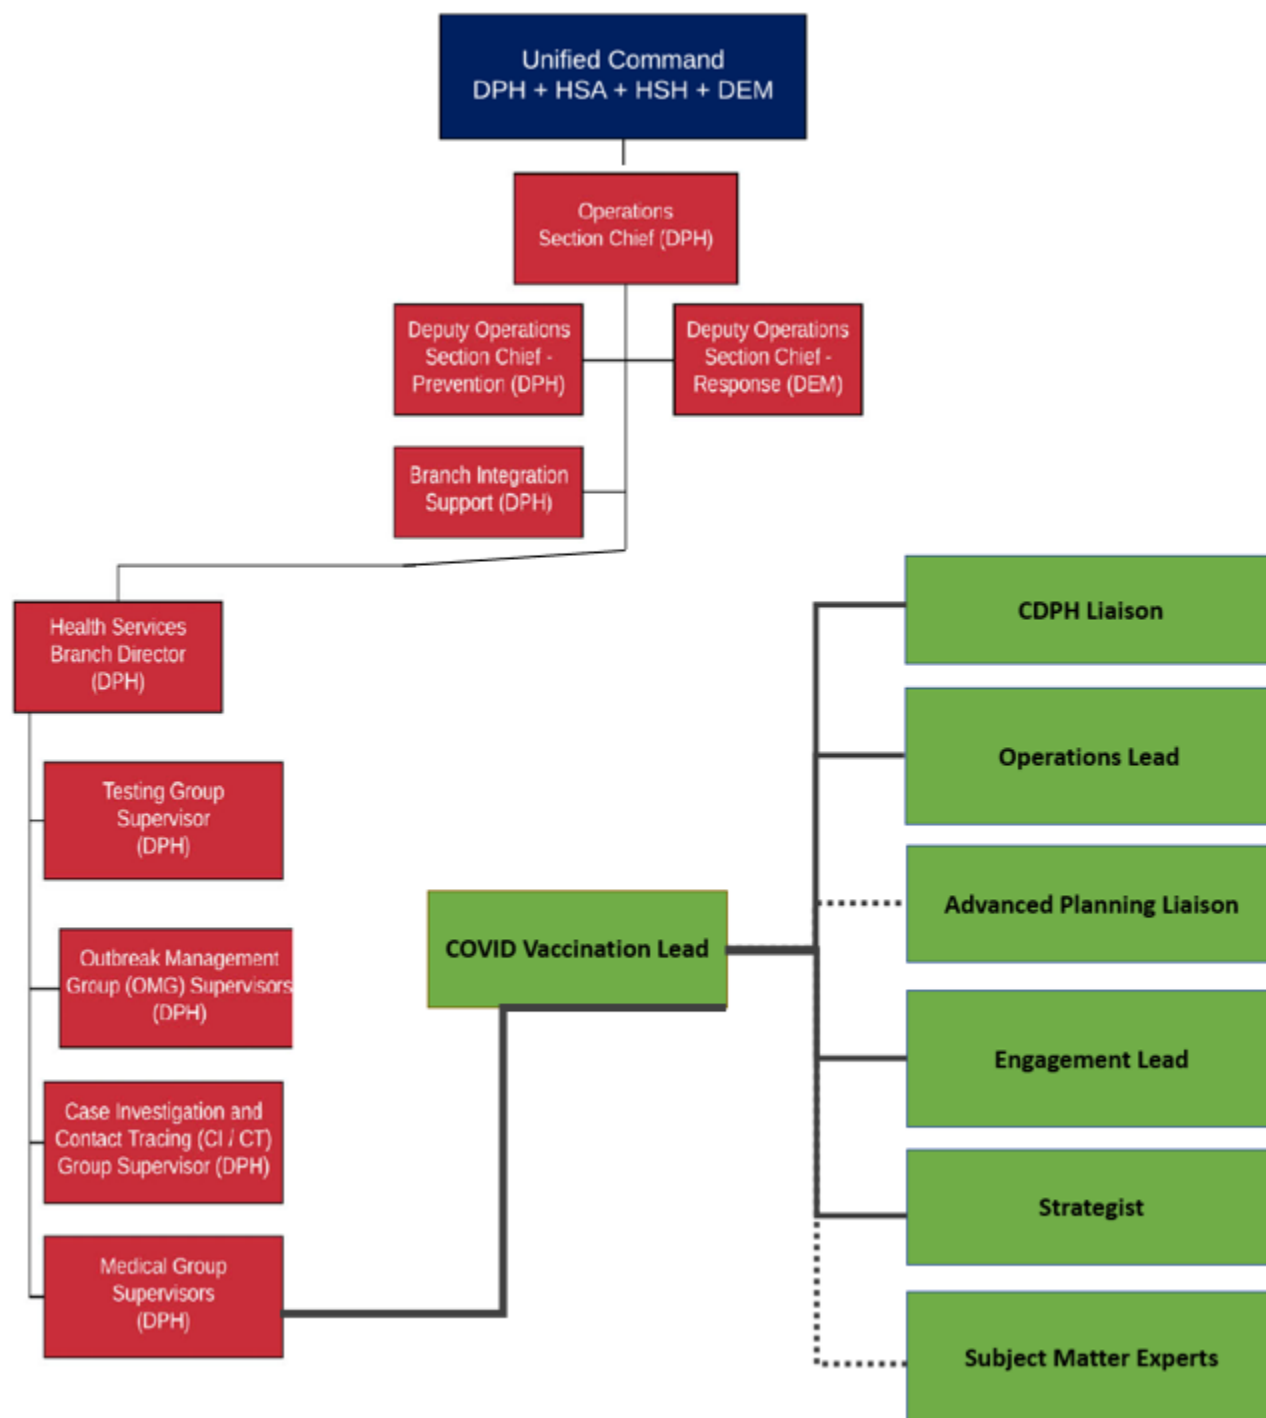 Unified Command
DPH + HSA + HSH + DEM
Operations
Section Chief (DPH)
Deputy Operations
Section Chief -
Prevention (DPH)
Deputy Operations
Section Chief -
Response (DEM)
Branch Integration
Support (DPH)
Health Services
Branch Director
(DPH)
Testing Group
Supervisor
(DPH)
Outbreak Management
Group (OMG) Supervisors
(DPH)
Case Investigation and
Contact Tracing (CI / CT)
Group Supervisor (DPH)
Medical Group
Supervisors
(DPH)
COVID Vaccination Lead
CDPH Liaison
Operations Lead
Advanced Planning Liaison
Engagement Lead
Strategist
Subject Matter Experts